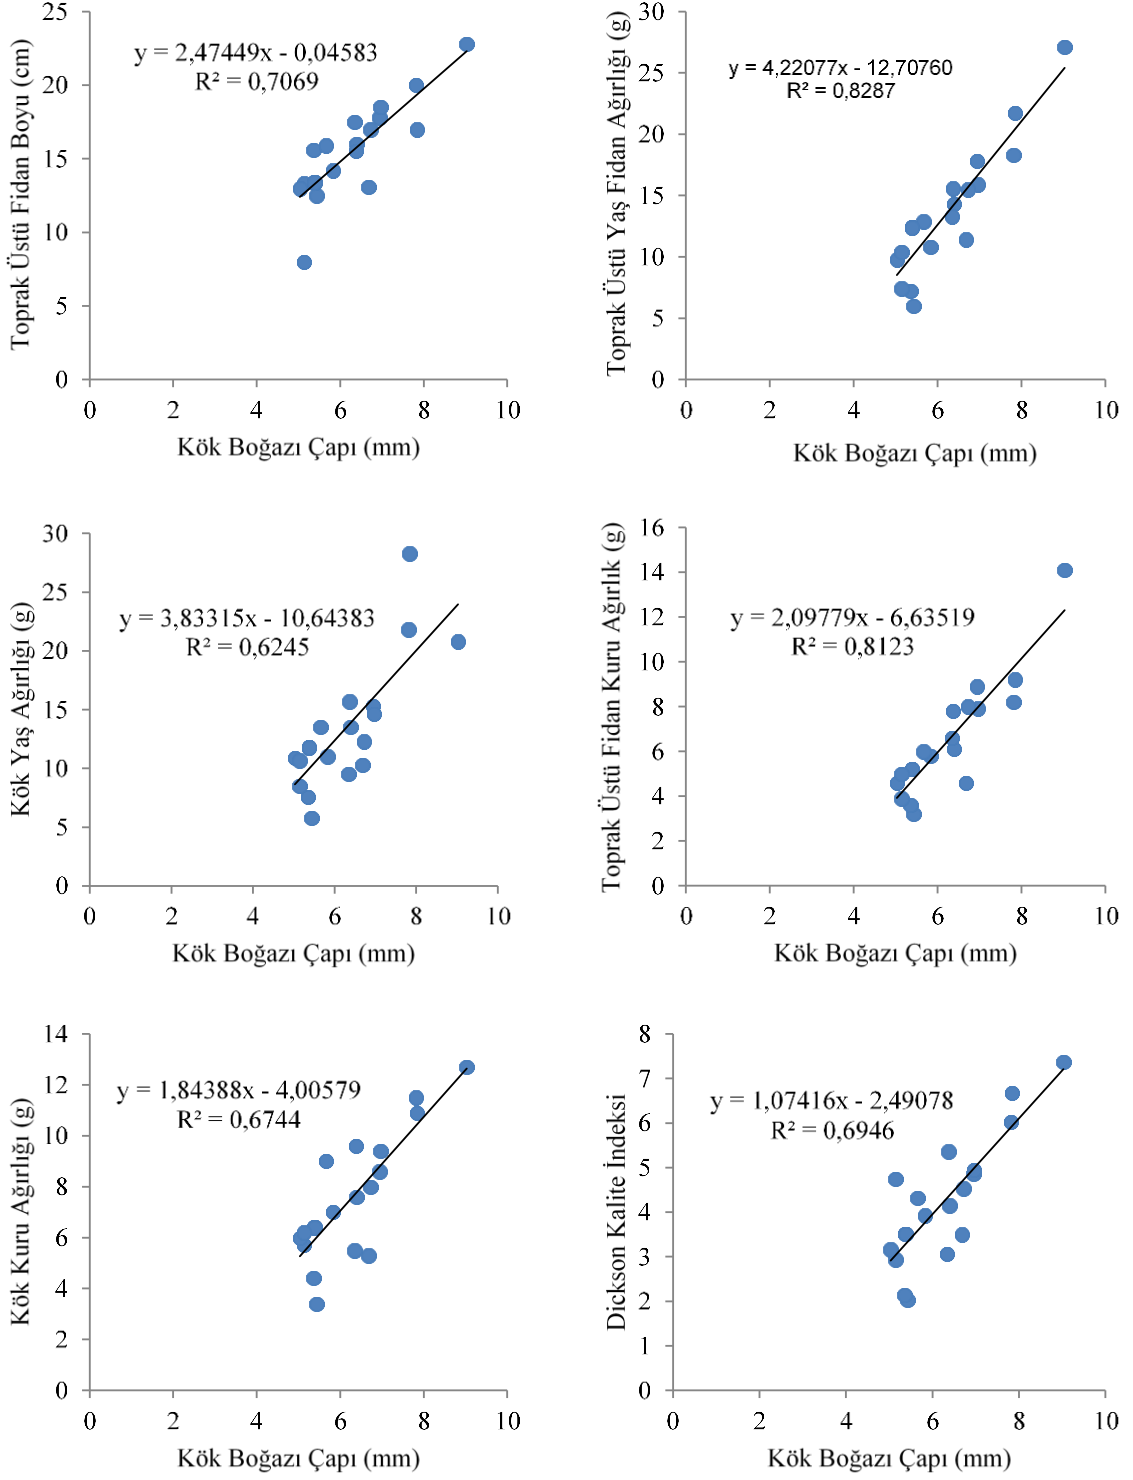 Toprak Üstü Fidan Boyu (cm)
25
20
15
10
5
0
y = 2,47449x - 0,04583
R² = 0,7069
0 2 4 6 8 10
Kök Boğazı Çapı (mm)
Toprak Üstü Yaş Fidan Ağırlığı (g)
30
25
20
15
10
5
0
y = 4,22077x - 12,70760
R² = 0,8287
0 2 4 6 8 10
Kök Boğazı Çapı (mm)
Kök Yaş Ağırlığı (g)
30
25
20
15
10
5
0
y = 3,83315x - 10,64383
R² = 0,6245
0 2 4 6 8 10
Kök Boğazı Çapı (mm)
Toprak Üstü Fidan Kuru Ağırlık (g)
16
14
12
10
8
6
4
2
0
y = 2,09779x - 6,63519
R² = 0,8123
0 2 4 6 8 10
Kök Boğazı Çapı (mm)
Kök Kuru Ağırlığı (g)
14
12
10
8
6
4
2
0
y = 1,84388x - 4,00579
R² = 0,6744
0 2 4 6 8 10
Kök Boğazı Çapı (mm)
Dickson Kalite İndeksi
8
7
6
5
4
3
2
1
0
y = 1,07416x - 2,49078
R² = 0,6946
0 2 4 6 8 10
Kök Boğazı Çapı (mm)